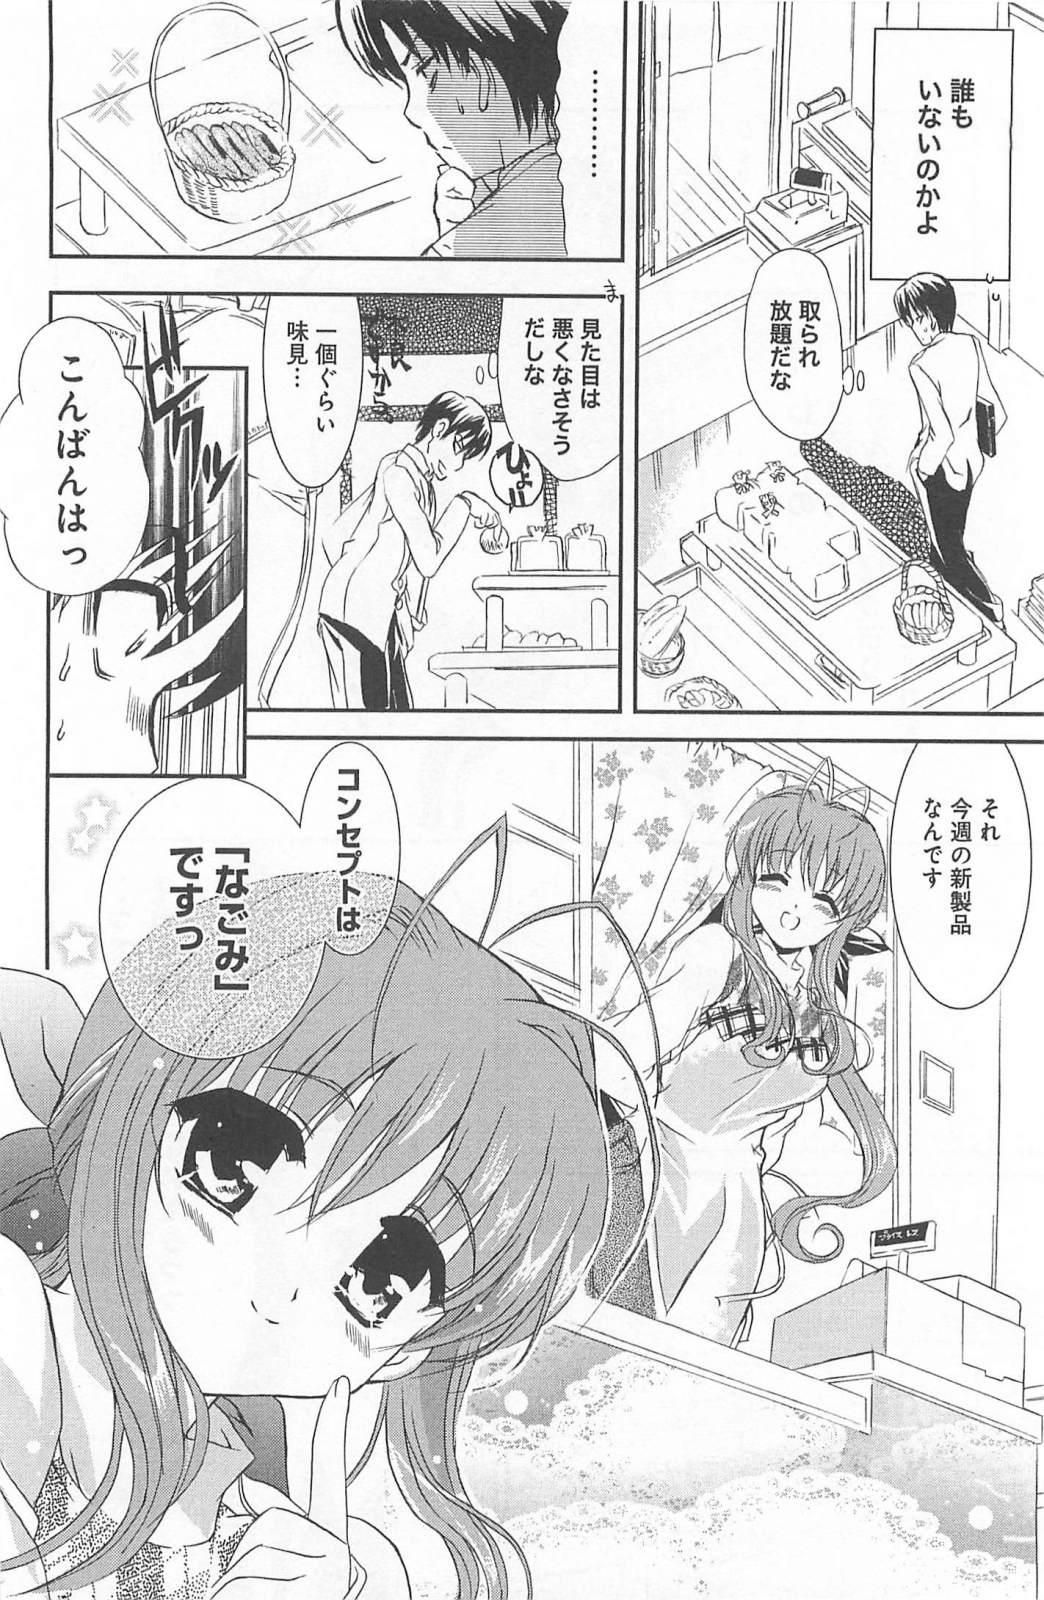 誰も
いないのかよ
取られ
放題だな
………
ま
見た目は
悪くなさそう
だしな
ひょい
一個ぐらい
味見…
こんばんはっ
それ
今週の新製品
なんです
コンセプトは
「なごみ」
ですっ